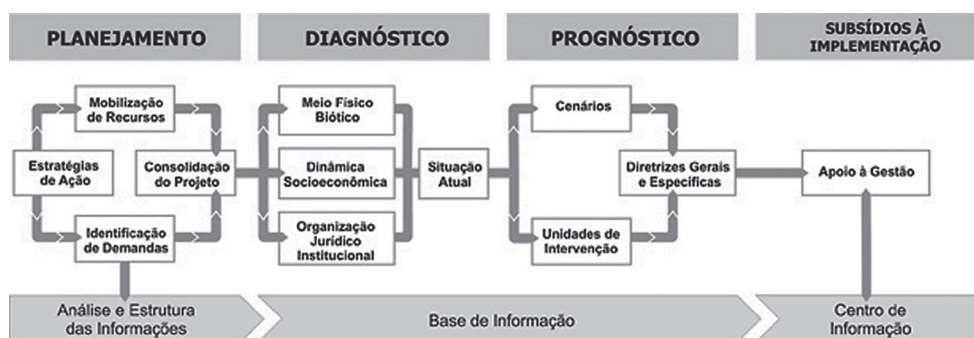 PLANEJAMENTO
DIAGNÓSTICO
PROGNÓSTICO
SUBSÍDIOS À
IMPLEMENTAÇÃO
Mobilização
de Recursos
Estratégias
de Ação
Consolidação
do Projeto
Identificação
de Demandas
Meio Físico
Biótico
Dinâmica
Socioeconômica
Organização
Jurídico
Institucional
Situação
Atual
Cenários
Unidades de
Intervenção
Diretrizes Gerais
e Específicas
Apoio à Gestão
Análise e Estrutura
das Informações
Base de Informação
Centro de
Informação